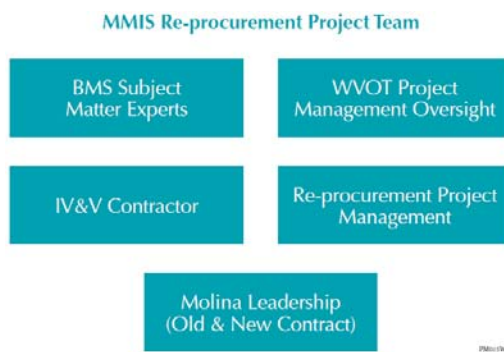 MMIS Re-procurement Project Team
BMS Subject
Matter Experts
WVOT Project
Management Oversight
IV&V Contractor
Re-procurement Project
Management
Molina Leadership
(Old & New Contract)